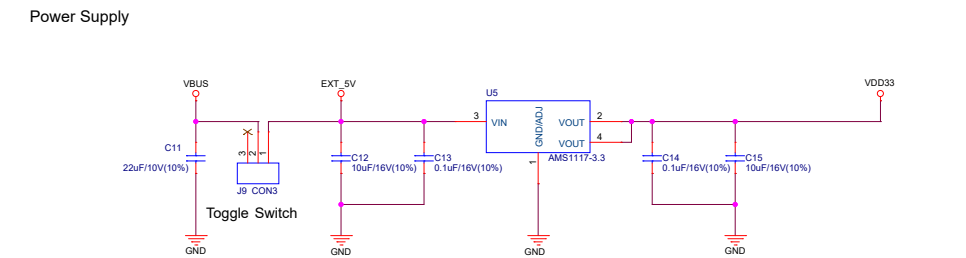 Power Supply
VBUS
EXT_5V
VDD33
U5
3
VIN
GND/ADJ
VOUT
2
VOUT
4
1
AMS1117-3.3
C11
22uF/10V(10%)
3
2
1
J9 CON3
Toggle Switch
C12
10uF/16V(10%)
C13
0.1uF/16V(10%)
C14
0.1uF/16V(10%)
C15
10uF/16V(10%)
GND
GND
GND
GND